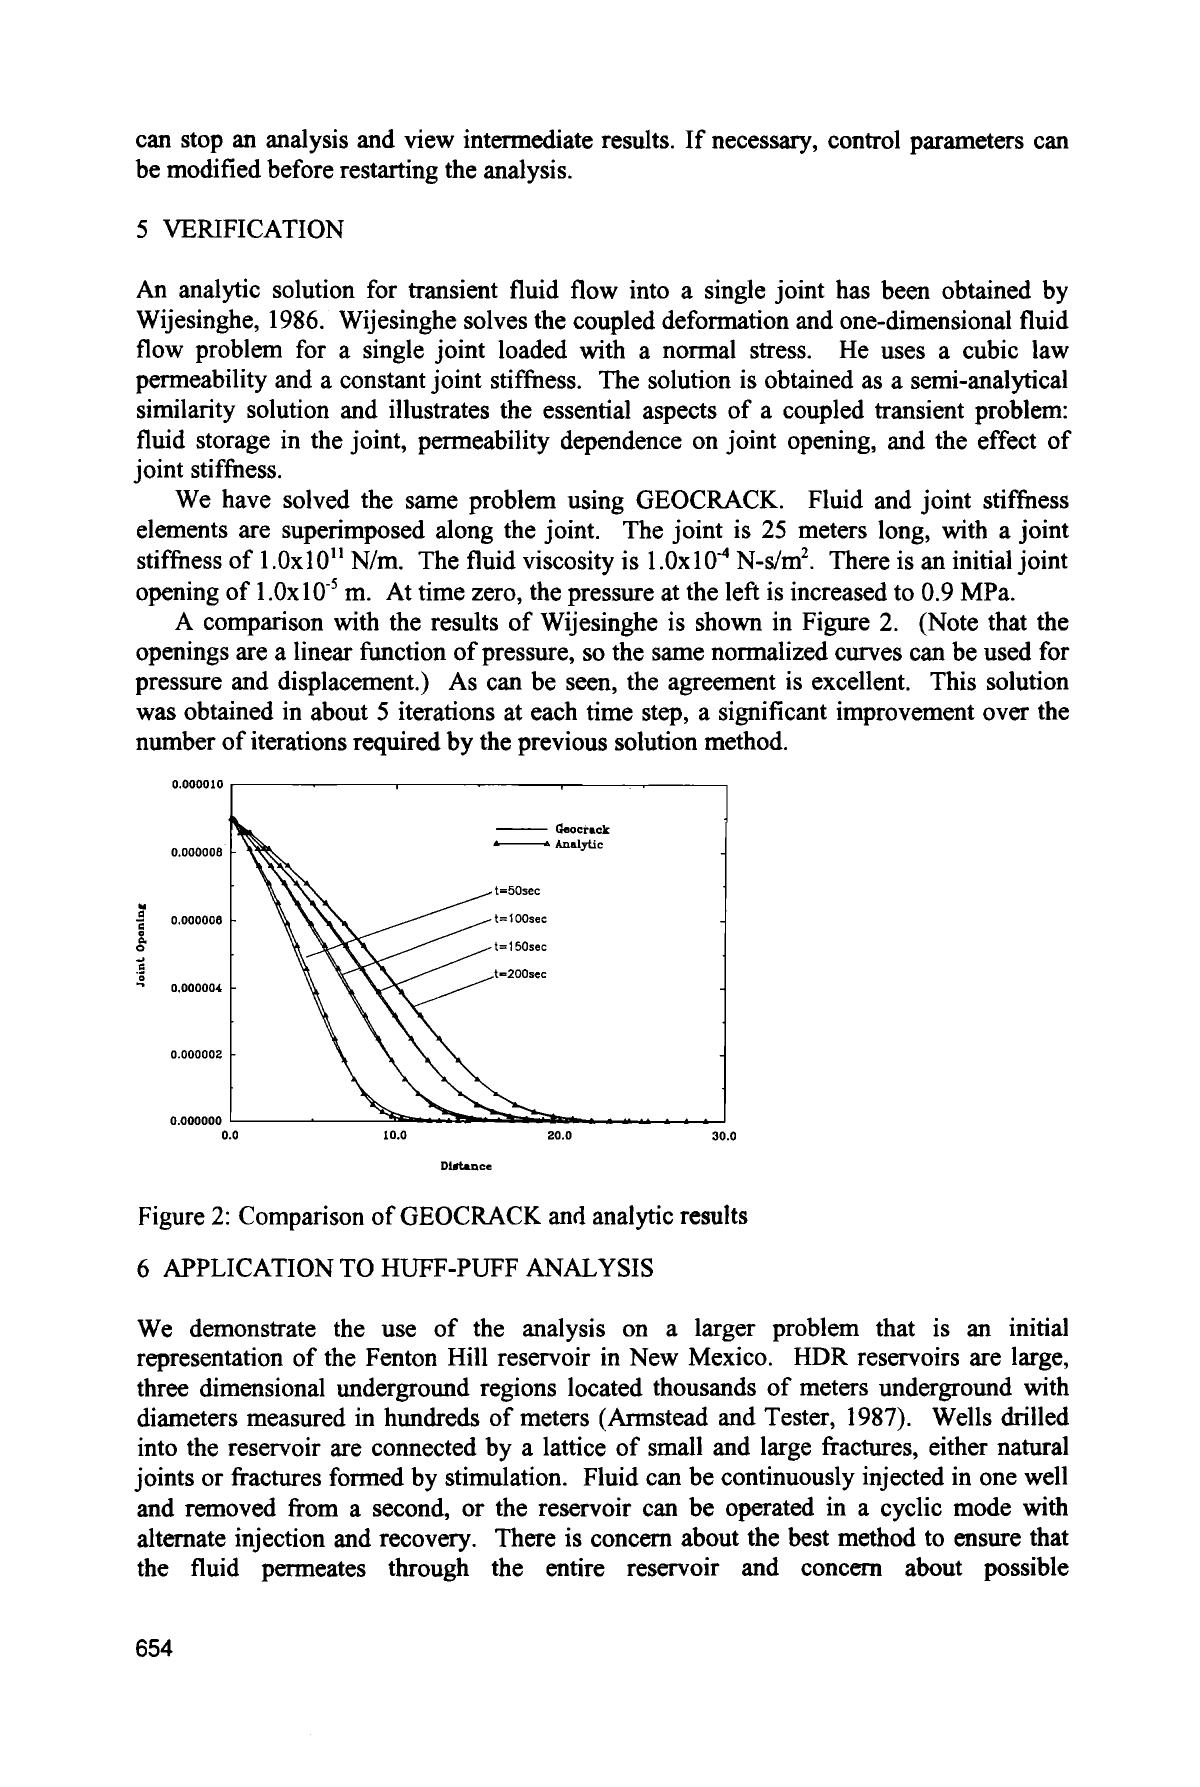 can stop an analysis and view intermediate results. If necessary, control parameters can
be modified before restarting the analysis.
5 VERIFICATION
An analytic solution for transient fluid flow into a single joint has been obtained by
Wijesinghe, 1986. Wijesinghe solves the coupled deformation and one-dimensional fluid
flow problem for a single joint loaded with a normal stress. He uses a cubic law
permeability and a constant joint stiffness. The solution is obtained as a semi-analytical
similarity solution and illustrates the essential aspects of a coupled transient problem:
fluid storage in the joint, permeability dependence on joint opening, and the effect of
joint stiffness.
We have solved the same problem using GEOCRACK. Fluid and joint stiffness
elements are superimposed along the joint. The joint is 25 meters long, with a joint
stiffness of 1.0x10¹¹ N/m. The fluid viscosity is 1.0x10⁻⁴ N-s/m². There is an initial joint
opening of 1.0x10⁻⁵ m. At time zero, the pressure at the left is increased to 0.9 MPa.
A comparison with the results of Wijesinghe is shown in Figure 2. (Note that the
openings are a linear function of pressure, so the same normalized curves can be used for
pressure and displacement.) As can be seen, the agreement is excellent. This solution
was obtained in about 5 iterations at each time step, a significant improvement over the
number of iterations required by the previous solution method.
0.000010
Geocrack
Analytic
0.000008
t=50sec
t=100sec
0.000006
t=150sec
Joint Opening
t=200sec
0.000004
0.000002
0.000000
0.0 10.0 20.0 30.0
Distance
Figure 2: Comparison of GEOCRACK and analytic results
6 APPLICATION TO HUFF-PUFF ANALYSIS
We demonstrate the use of the analysis on a larger problem that is an initial
representation of the Fenton Hill reservoir in New Mexico. HDR reservoirs are large,
three dimensional underground regions located thousands of meters underground with
diameters measured in hundreds of meters (Armstead and Tester, 1987). Wells drilled
into the reservoir are connected by a lattice of small and large fractures, either natural
joints or fractures formed by stimulation. Fluid can be continuously injected in one well
and removed from a second, or the reservoir can be operated in a cyclic mode with
alternate injection and recovery. There is concern about the best method to ensure that
the fluid permeates through the entire reservoir and concern about possible
654